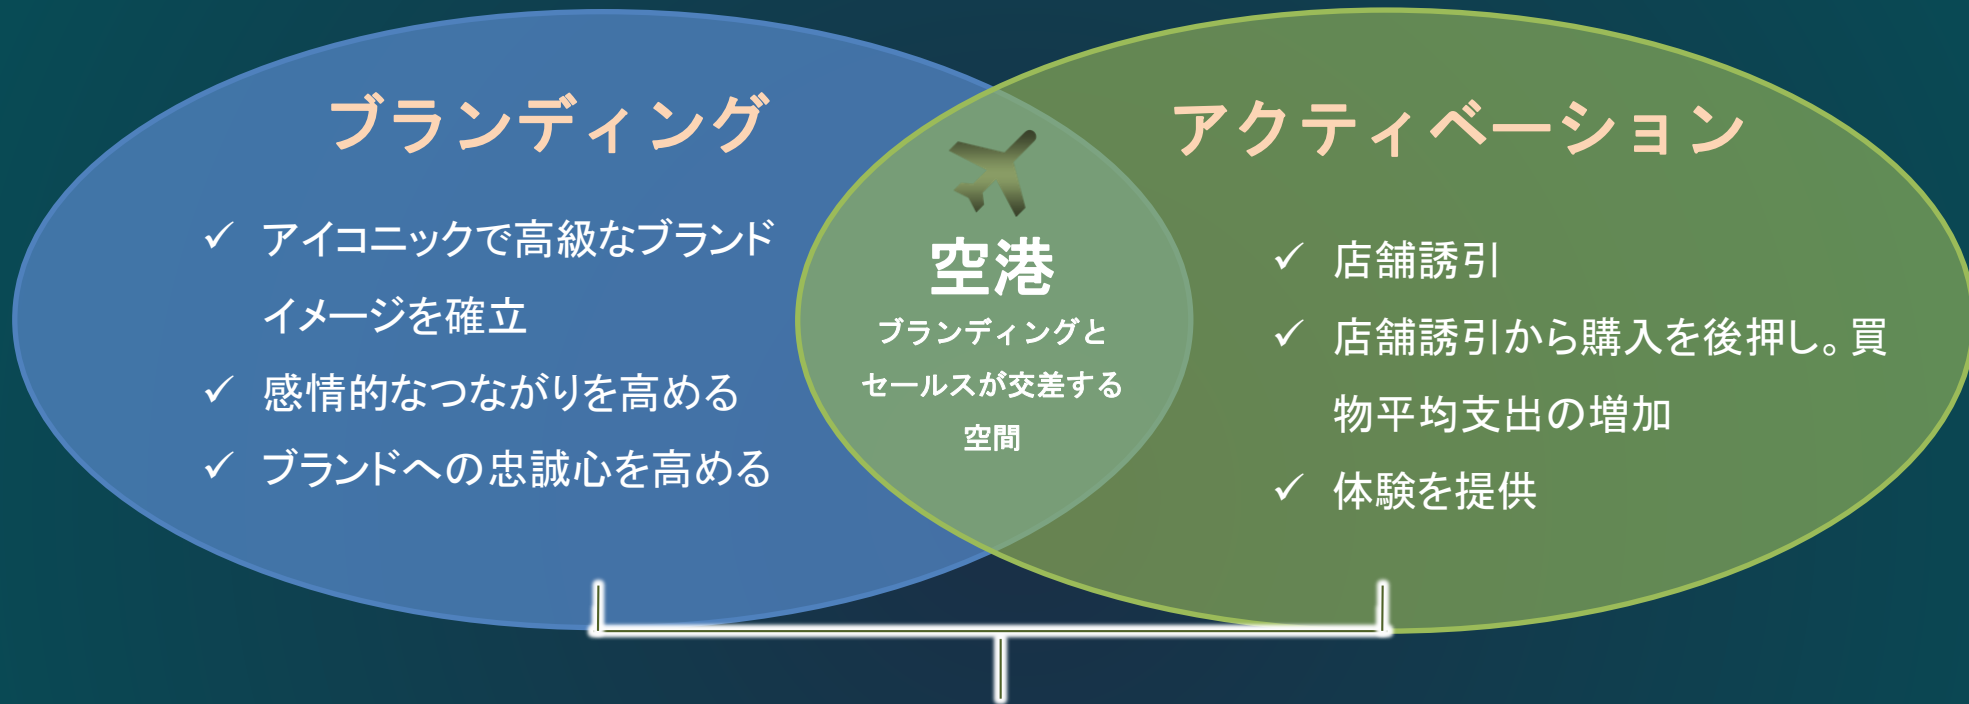 ブランディング
✓ アイコニックで高級なブランド
イメージを確立
✓ 感情的なつながりを高める
✓ ブランドへの忠誠心を高める
空港
ブランディングと
セールスが交差する
空間
アクティベーション
✓ 店舗誘引
✓ 店舗誘引から購入を後押し。買
物平均支出の増加
✓ 体験を提供